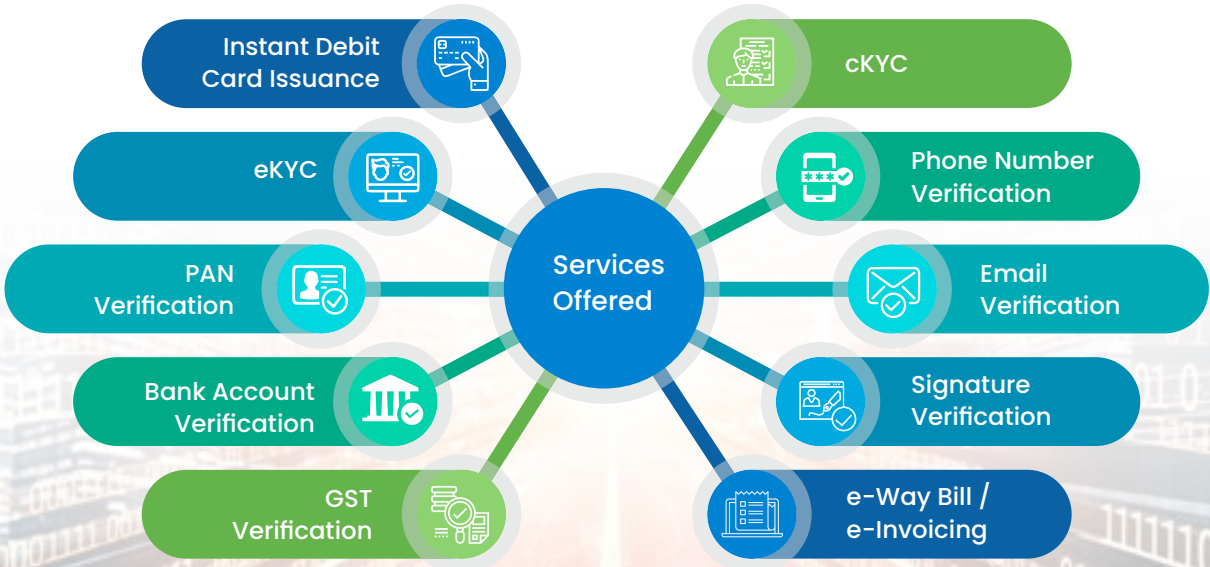 Instant Debit
Card Issuance
eKYC
PAN
Verification
Bank Account
Verification
GST
Verification
Services
Offered
cKYC
Phone Number
Verification
Email
Verification
Signature
Verification
e-Way Bill /
e-Invoicing